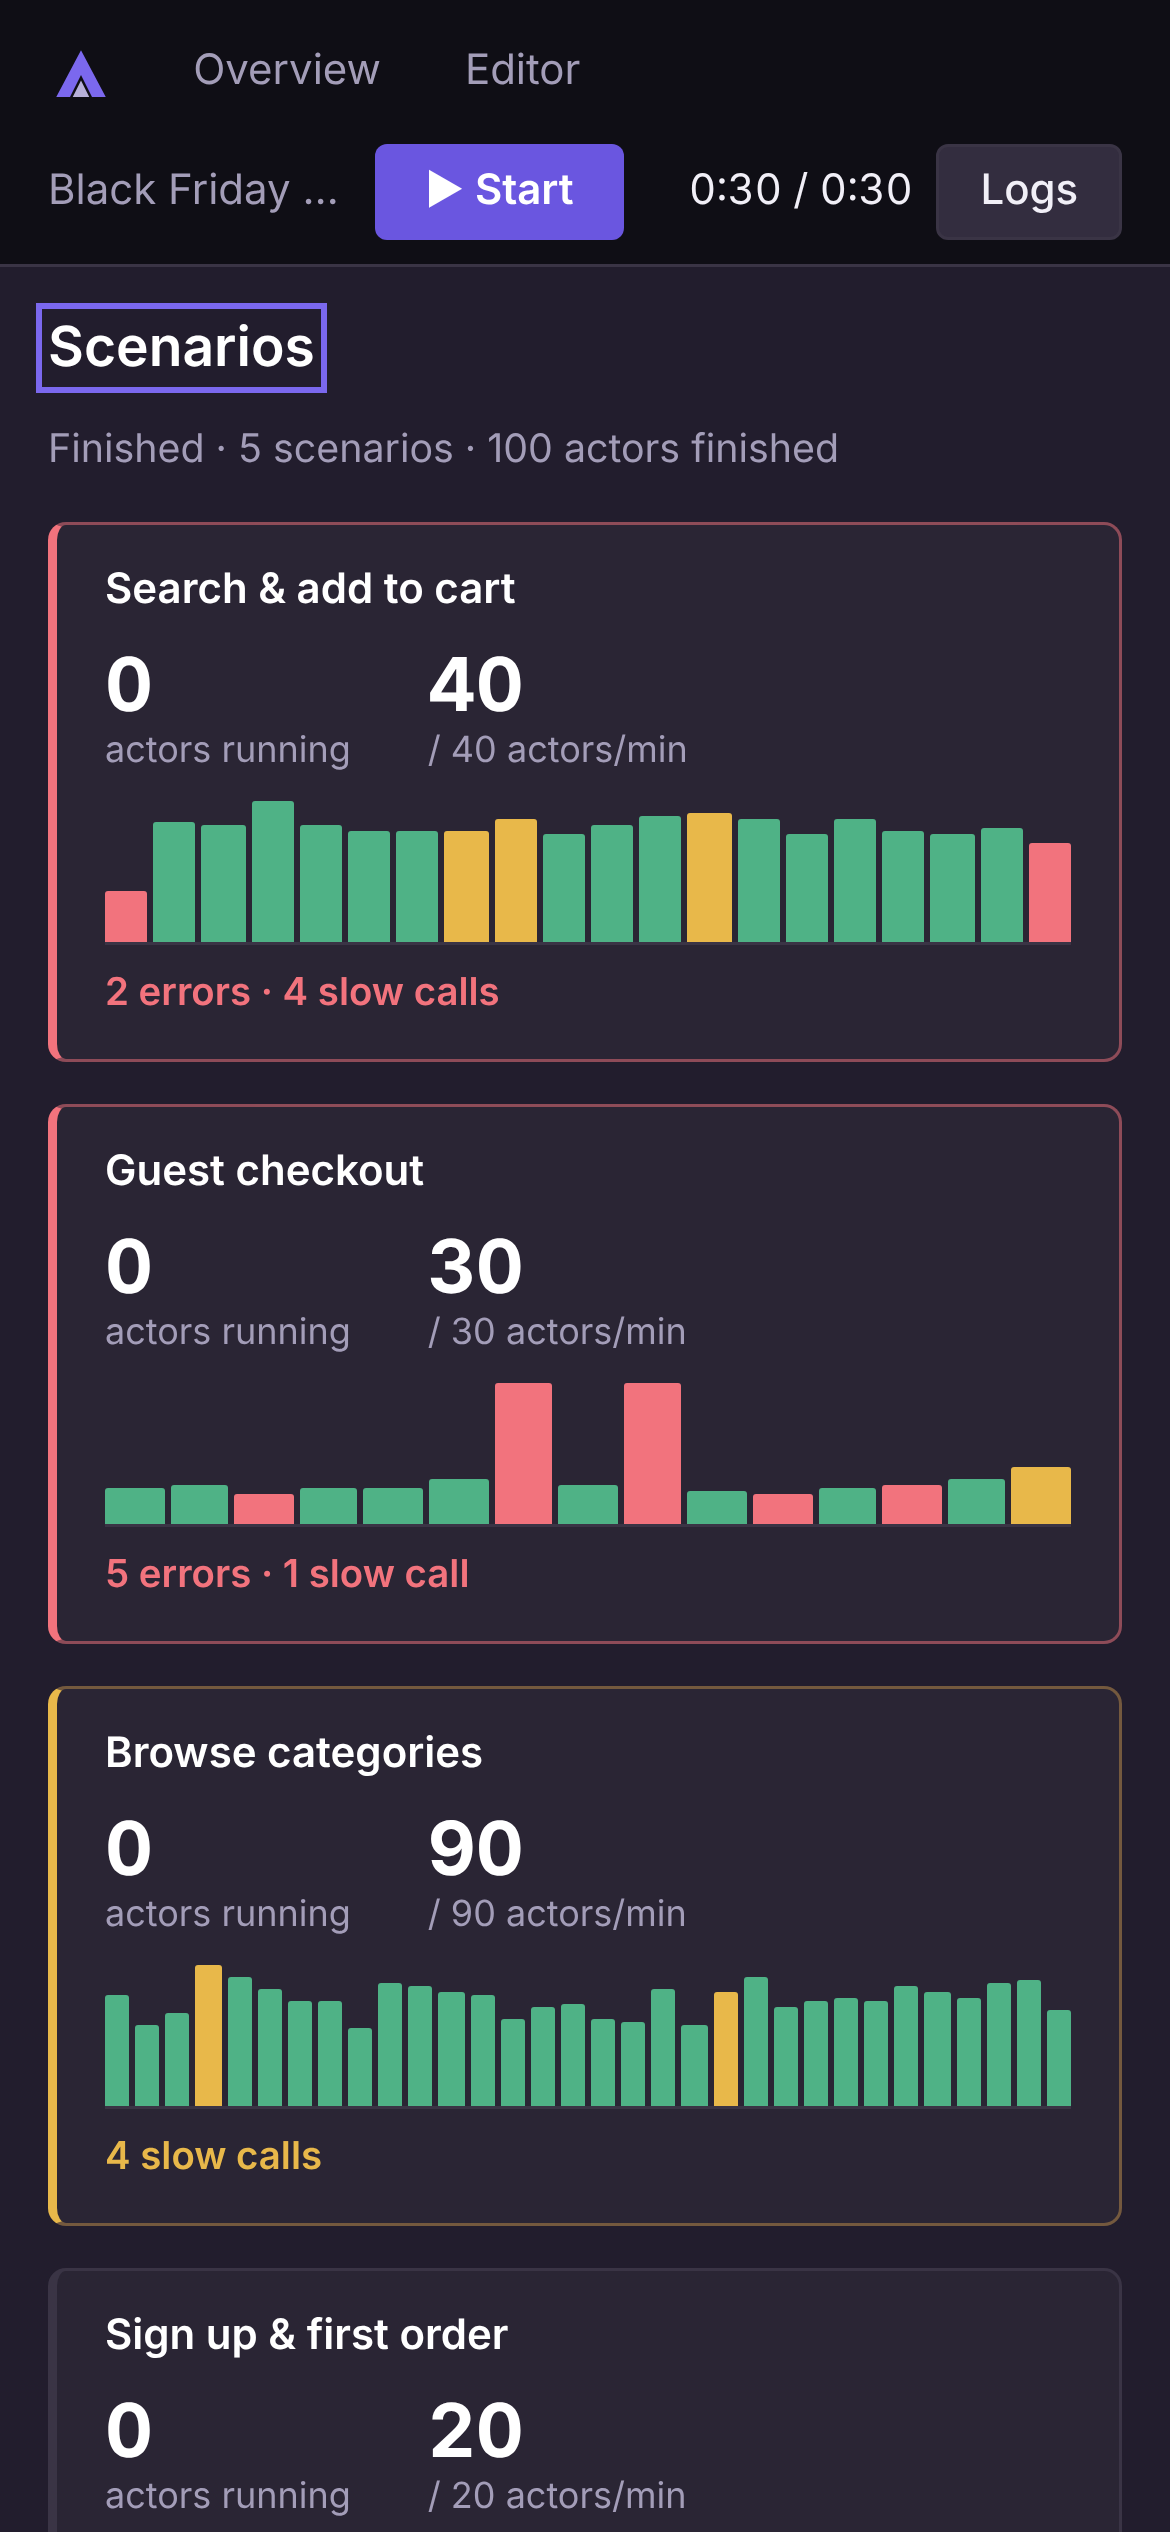 Overview Editor
Black Friday ... ▶ Start 0:30 / 0:30 Logs
Scenarios
Finished · 5 scenarios · 100 actors finished
Search & add to cart
0 40
actors running / 40 actors/min
2 errors · 4 slow calls
Guest checkout
0 30
actors running / 30 actors/min
5 errors · 1 slow call
Browse categories
0 90
actors running / 90 actors/min
4 slow calls
Sign up & first order
0 20
actors running / 20 actors/min